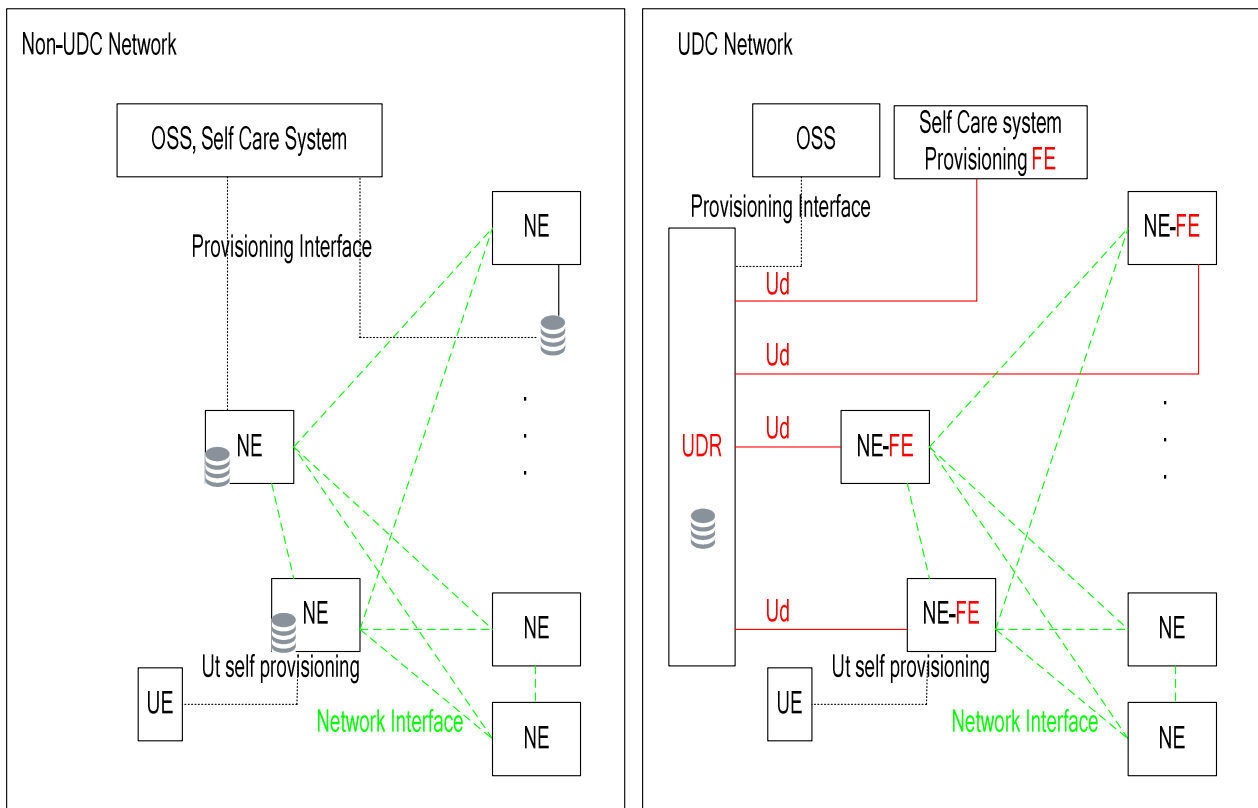 Non-UDC Network
OSS, Self Care System
NE
Provisioning Interface
.
.
.
NE
NE
NE
Ut self provisioning
UE
Network Interface
NE
UDC Network
OSS
Self Care system
Provisioning FE
Provisioning Interface
NE-FE
Ud
Ud
.
.
.
UDR
Ud
NE-FE
Ud
NE-FE
NE
Ut self provisioning
UE
Network Interface
NE